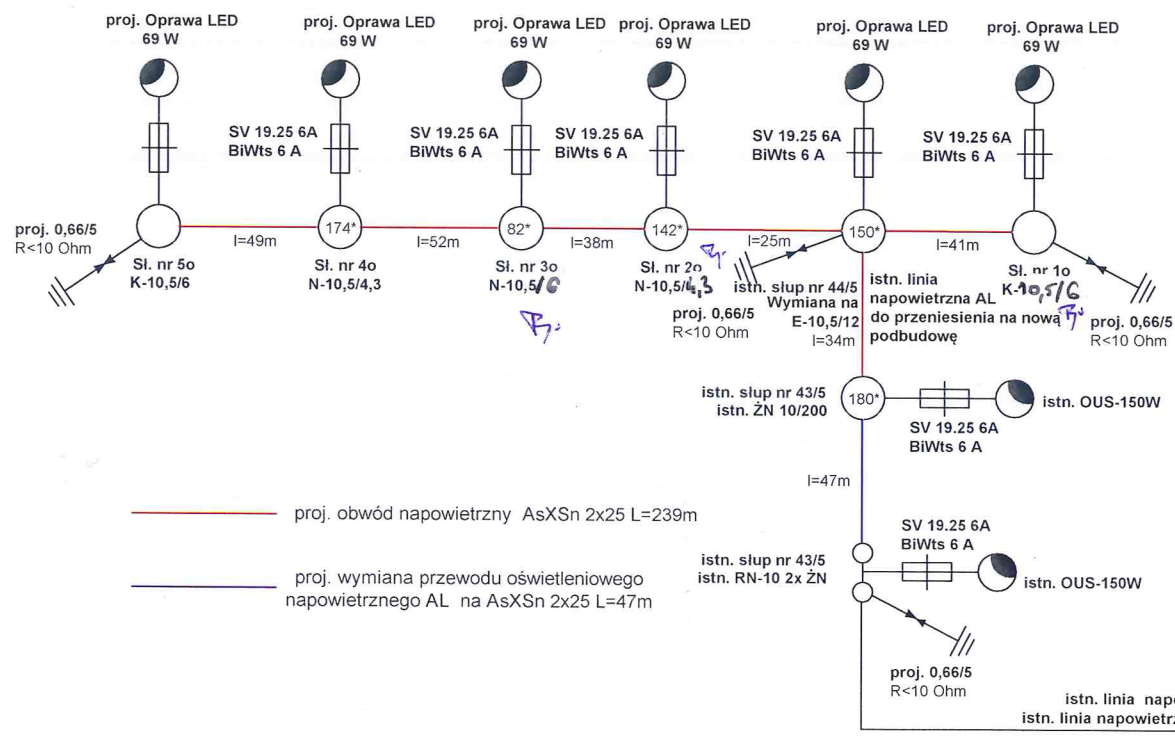 proj. Oprawa LED
69 W
proj. Oprawa LED
69 W
proj. Oprawa LED
69 W
proj. Oprawa LED
69 W
proj. Oprawa LED
69 W
proj. Oprawa LED
69 W
SV 19.25 6A
BiWts 6 A
SV 19.25 6A
BiWts 6 A
SV 19.25 6A
BiWts 6 A
SV 19.25 6A
BiWts 6 A
SV 19.25 6A
BiWts 6 A
proj. 0,66/5
R<10 Ohm
l=49m
174*
l=52m
82*
l=38m
142*
l=25m
150*
l=41m
Sł. nr 5o
K-10,5/6
Sł. nr 4o
N-10,5/4,3
Sł. nr 3o
N-10,5/6
Sł. nr 2o
N-10,5/4,3
proj. 0,66/5
R<10 Ohm
istn. słup nr 44/5
Wymiana na
E-10,5/12
l=34m
istn. linia
napowietrzna AL
do przeniesienia na nową
podbudowę
Sł. nr 1o
K-10,5/6
proj. 0,66/5
R<10 Ohm
istn. słup nr 43/5
istn. ŻN 10/200
180*
SV 19.25 6A
BiWts 6 A
istn. OUS-150W
l=47m
proj. obwód napowietrzny AsXSn 2x25 L=239m
proj. wymiana przewodu oświetleniowego
napowietrznego AL na AsXSn 2x25 L=47m
istn. słup nr 43/5
istn. RN-10 2x ŻN
SV 19.25 6A
BiWts 6 A
istn. OUS-150W
proj. 0,66/5
R<10 Ohm
istn. linia
istn. linia